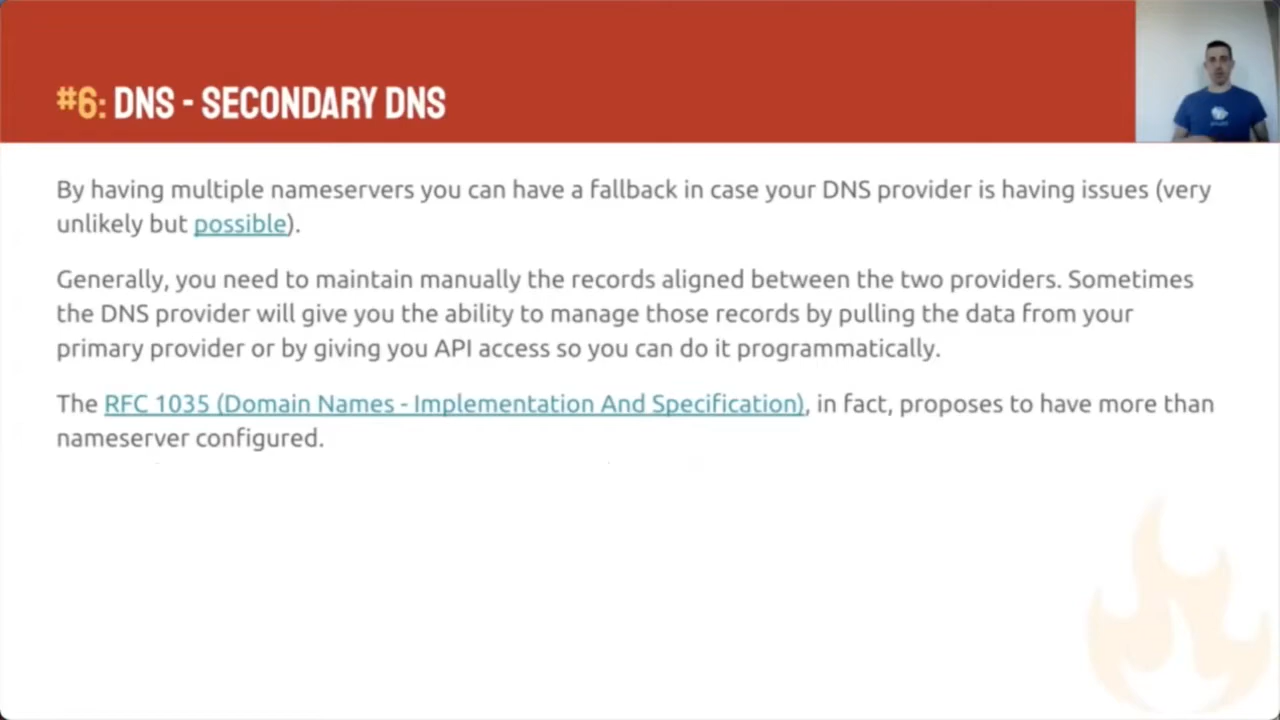 #6: DNS - SECONDARY DNS
By having multiple nameservers you can have a fallback in case your DNS provider is having issues (very
unlikely but possible).
Generally, you need to maintain manually the records aligned between the two providers. Sometimes
the DNS provider will give you the ability to manage those records by pulling the data from your
primary provider or by giving you API access so you can do it programmatically.
The RFC 1035 (Domain Names - Implementation And Specification), in fact, proposes to have more than
nameserver configured.